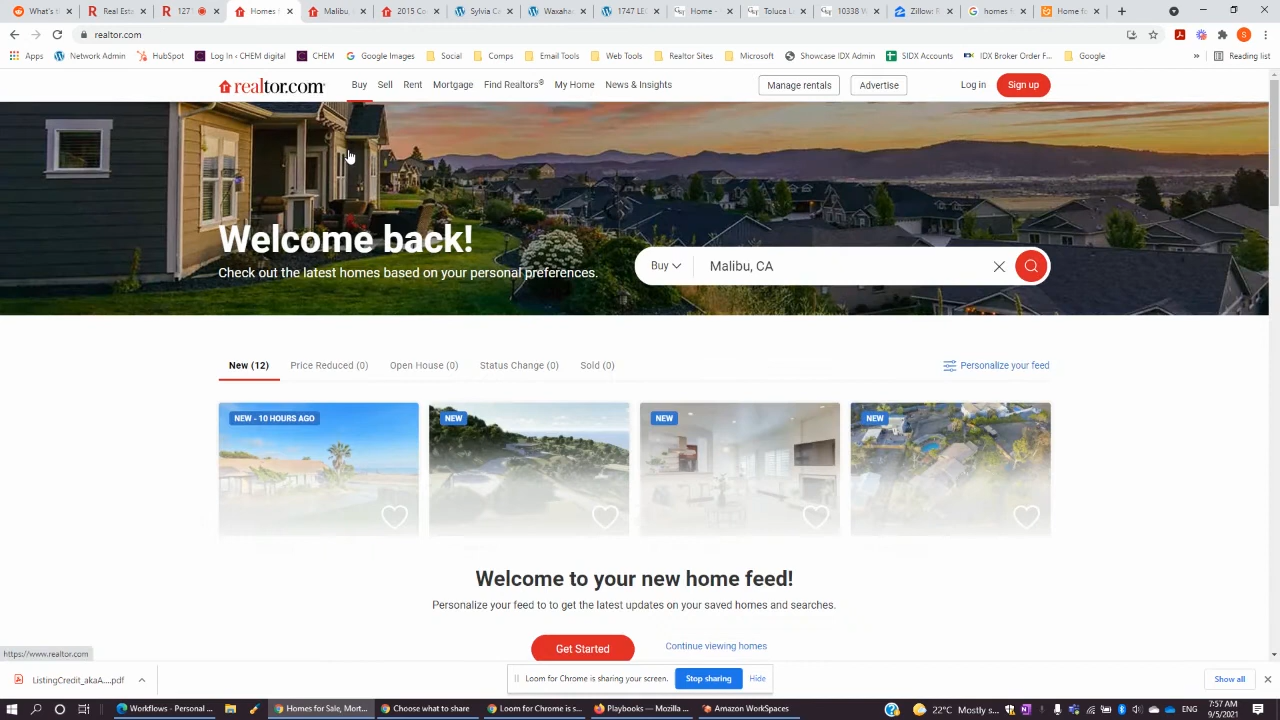 What's
Real Esta
127
Homes
Malibu,
2015 Co
Sylvia Ca
Waxaha
1747 LE
Home -
Toluca L
10338 W
Zillow: R
homes f
Home fo
realtor.com
Apps Network Admin HubSpot Log In ‹ CHEM digital CHEM Google Images Social Comps Email Tools Web Tools Realtor Sites Microsoft Showcase IDX Admin SIDX Accounts IDX Broker Order F... Google » Reading list
realtor.com® Buy Sell Rent Mortgage Find Realtors® My Home News & Insights Manage rentals Advertise Log in Sign up
Welcome back!
Check out the latest homes based on your personal preferences.
Buy Malibu, CA
New (12) Price Reduced (0) Open House (0) Status Change (0) Sold (0) Personalize your feed
NEW - 10 HOURS AGO NEW NEW NEW
Welcome to your new home feed!
Personalize your feed to to get the latest updates on your saved homes and searches.
Get Started Continue viewing homes
https://www.realtor.com
ListingCredit_akaA....pdf Loom for Chrome is sharing your screen. Stop sharing Hide Show all
Workflows - Personal ... Homes for Sale, Mort... Choose what to share Loom for Chrome is s... Playbooks — Mozilla ... Amazon WorkSpaces 22°C Mostly s... 7:57 AM
9/5/2021